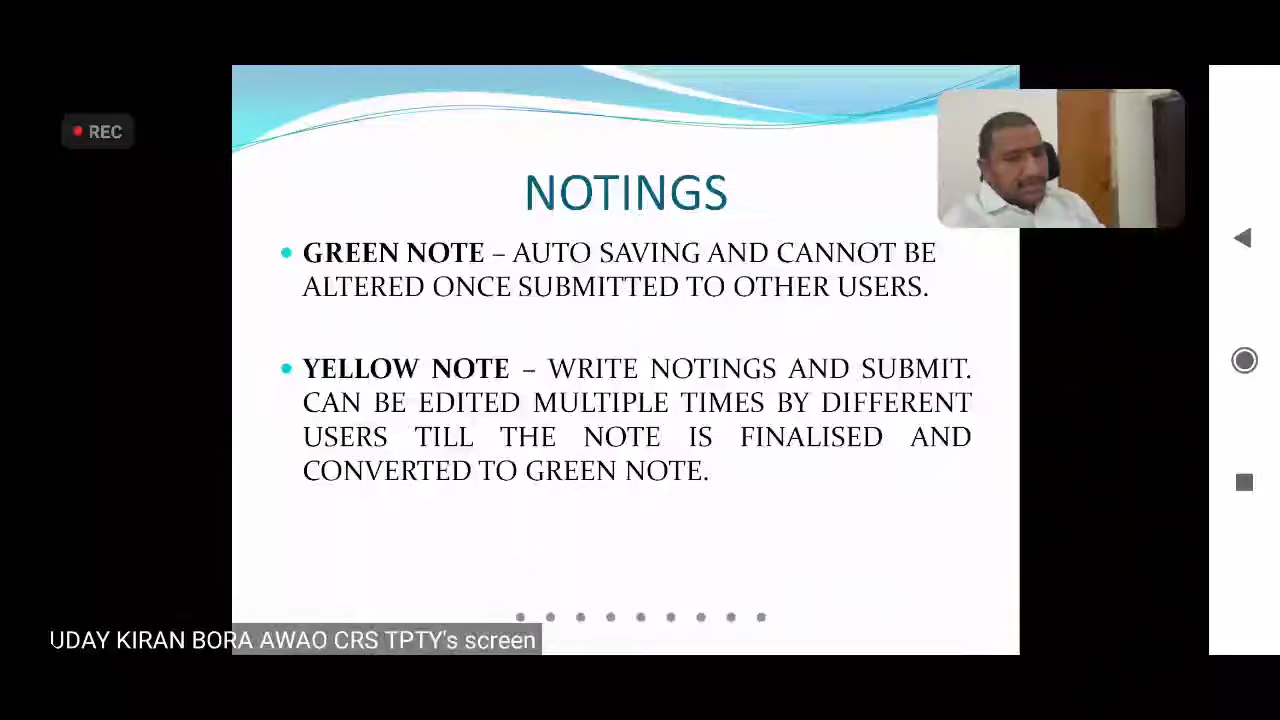 REC
NOTINGS
• GREEN NOTE – AUTO SAVING AND CANNOT BE
ALTERED ONCE SUBMITTED TO OTHER USERS.
• YELLOW NOTE – WRITE NOTINGS AND SUBMIT.
CAN BE EDITED MULTIPLE TIMES BY DIFFERENT
USERS TILL THE NOTE IS FINALISED AND
CONVERTED TO GREEN NOTE.
UDAY KIRAN BORA AWAO CRS TPTY's screen